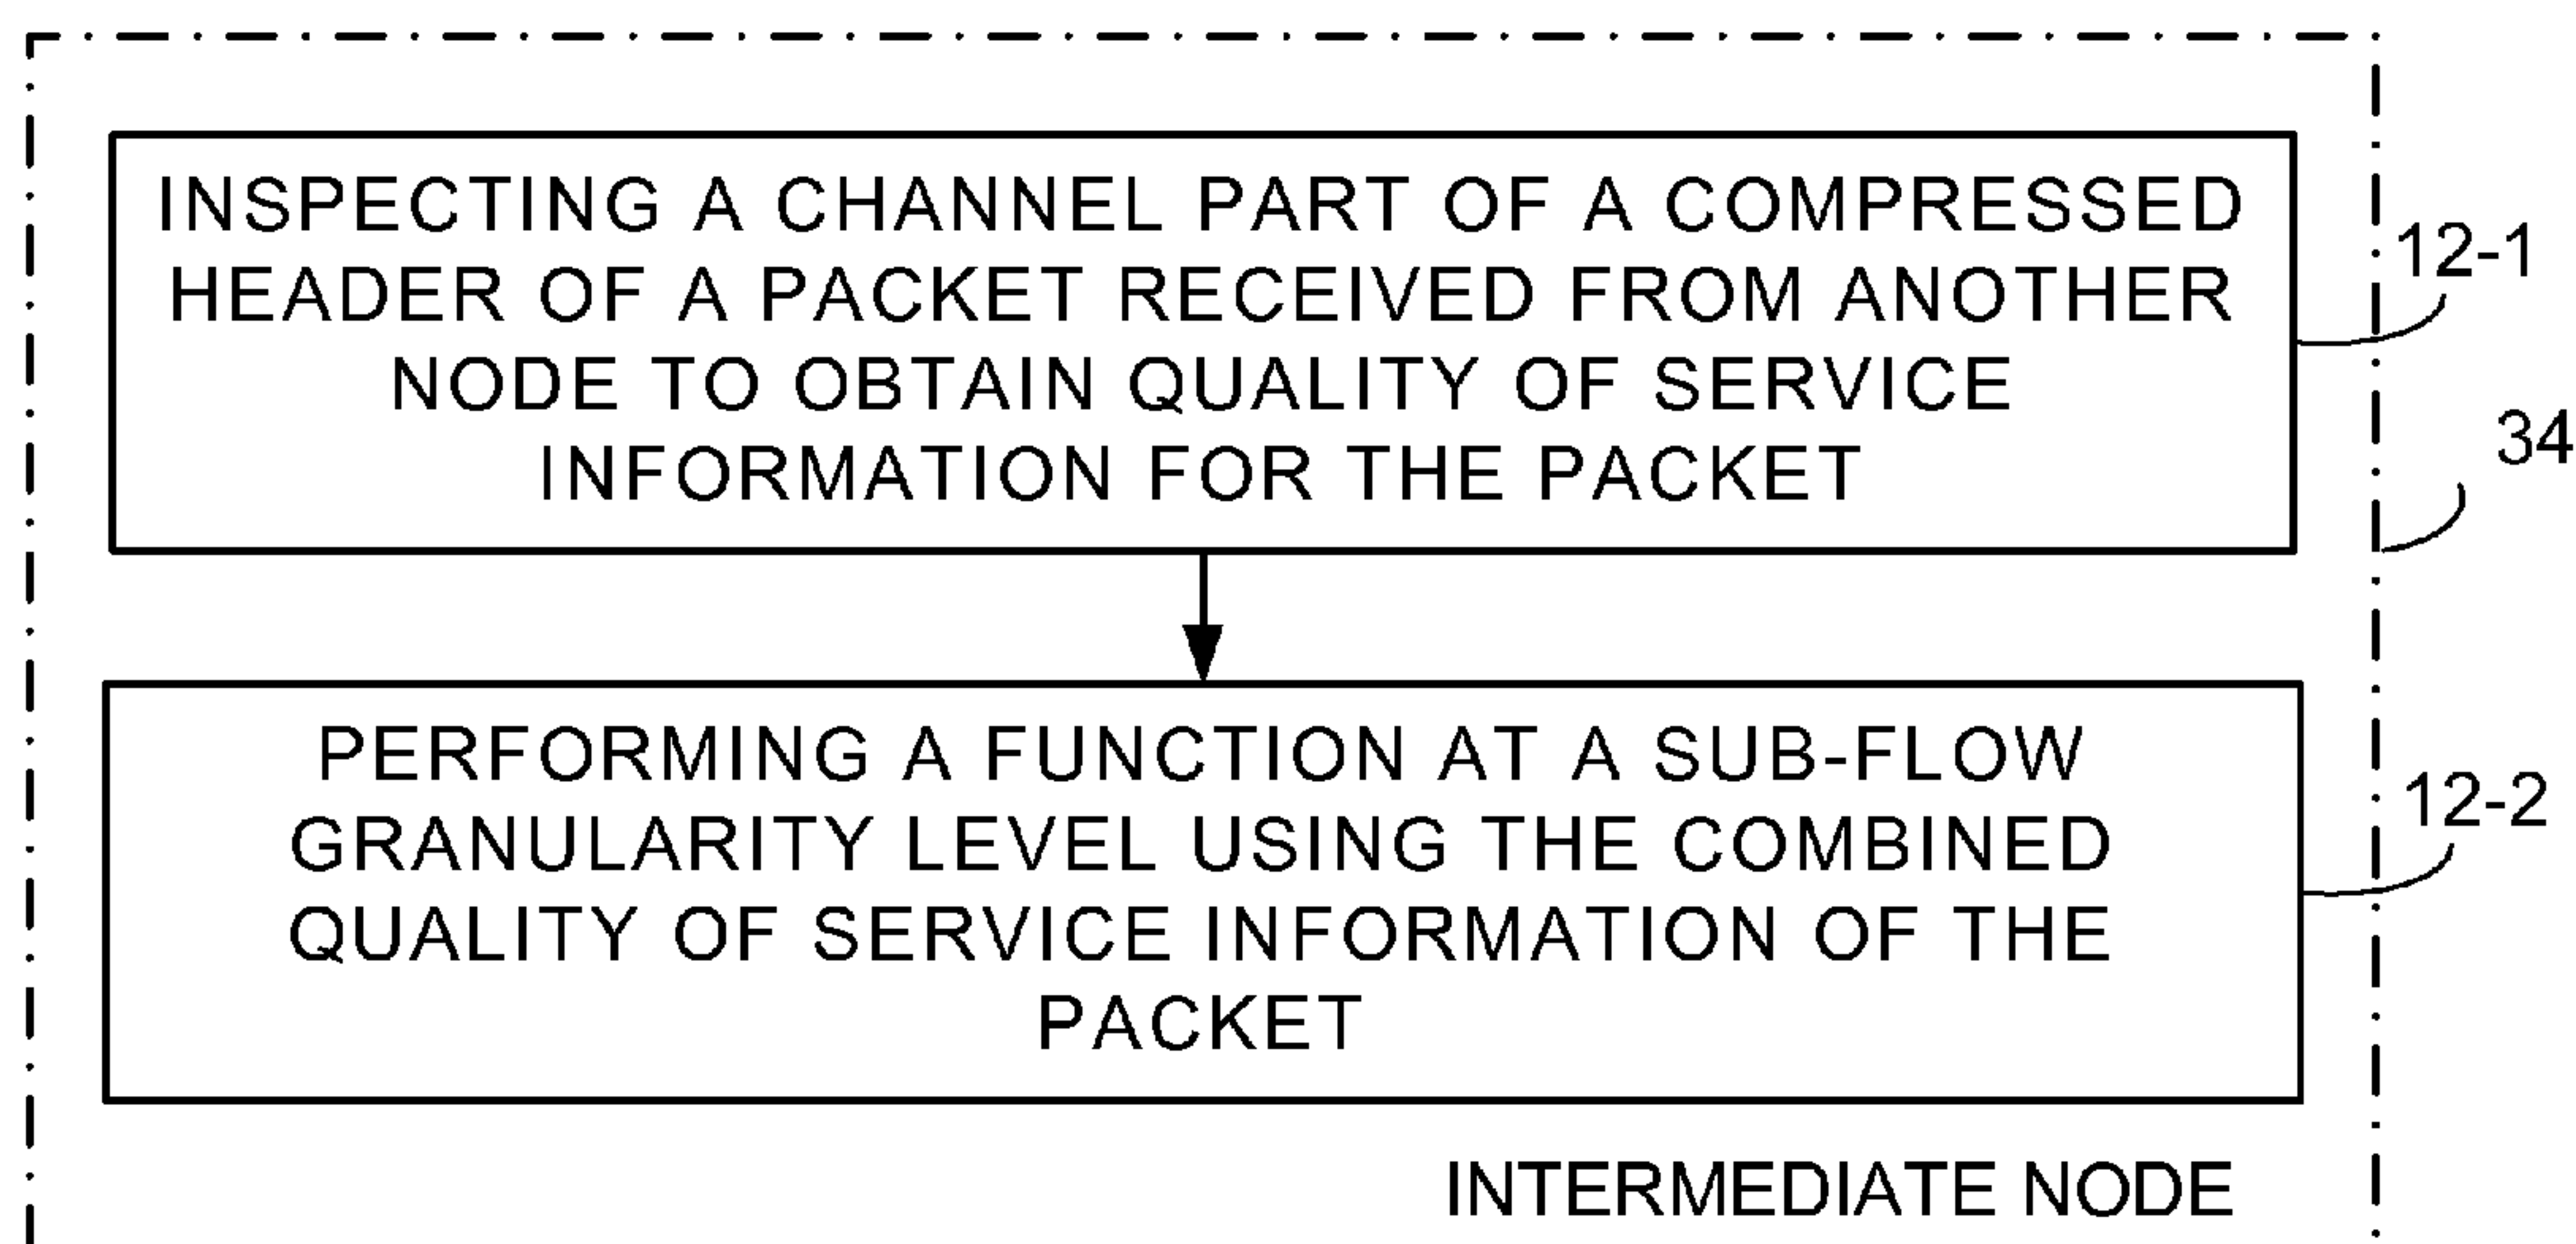 INSPECTING A CHANNEL PART OF A COMPRESSED
HEADER OF A PACKET RECEIVED FROM ANOTHER
NODE TO OBTAIN QUALITY OF SERVICE
INFORMATION FOR THE PACKET
12-1
34
PERFORMING A FUNCTION AT A SUB-FLOW
GRANULARITY LEVEL USING THE COMBINED
QUALITY OF SERVICE INFORMATION OF THE
PACKET
12-2
INTERMEDIATE NODE